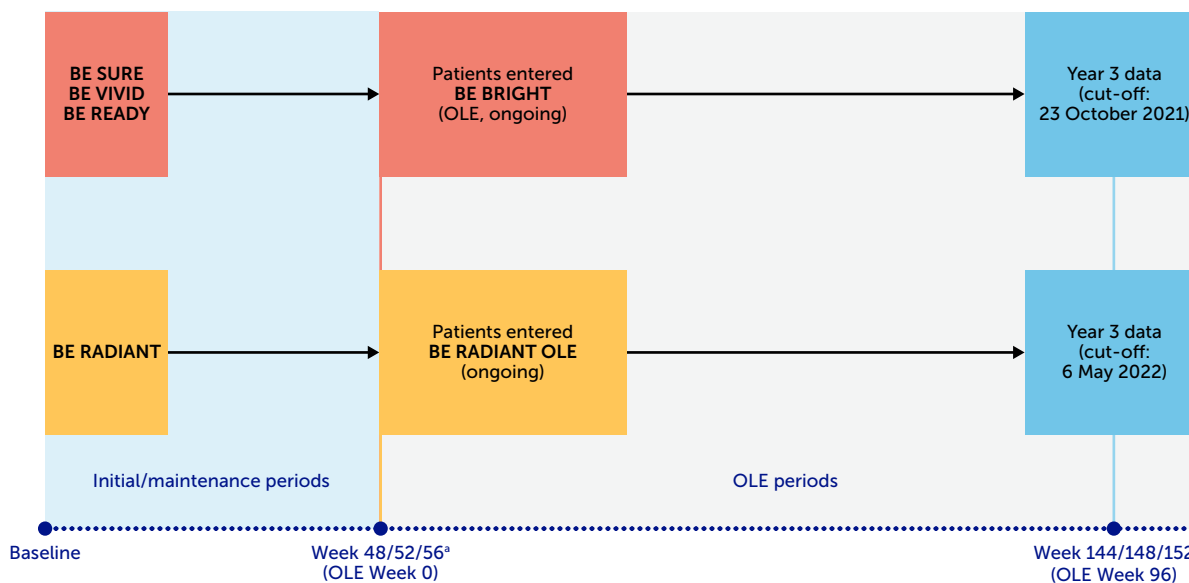 BE SURE
BE VIVID
BE READY
Patients entered
BE BRIGHT
(OLE, ongoing)
Year 3 data
(cut-off:
23 October 2021)
BE RADIANT
Patients entered
BE RADIANT OLE
(ongoing)
Year 3 data
(cut-off:
6 May 2022)
Initial/maintenance periods
OLE periods
Baseline
Week 48/52/56ᵃ
(OLE Week 0)
Week 144/148/152
(OLE Week 96)